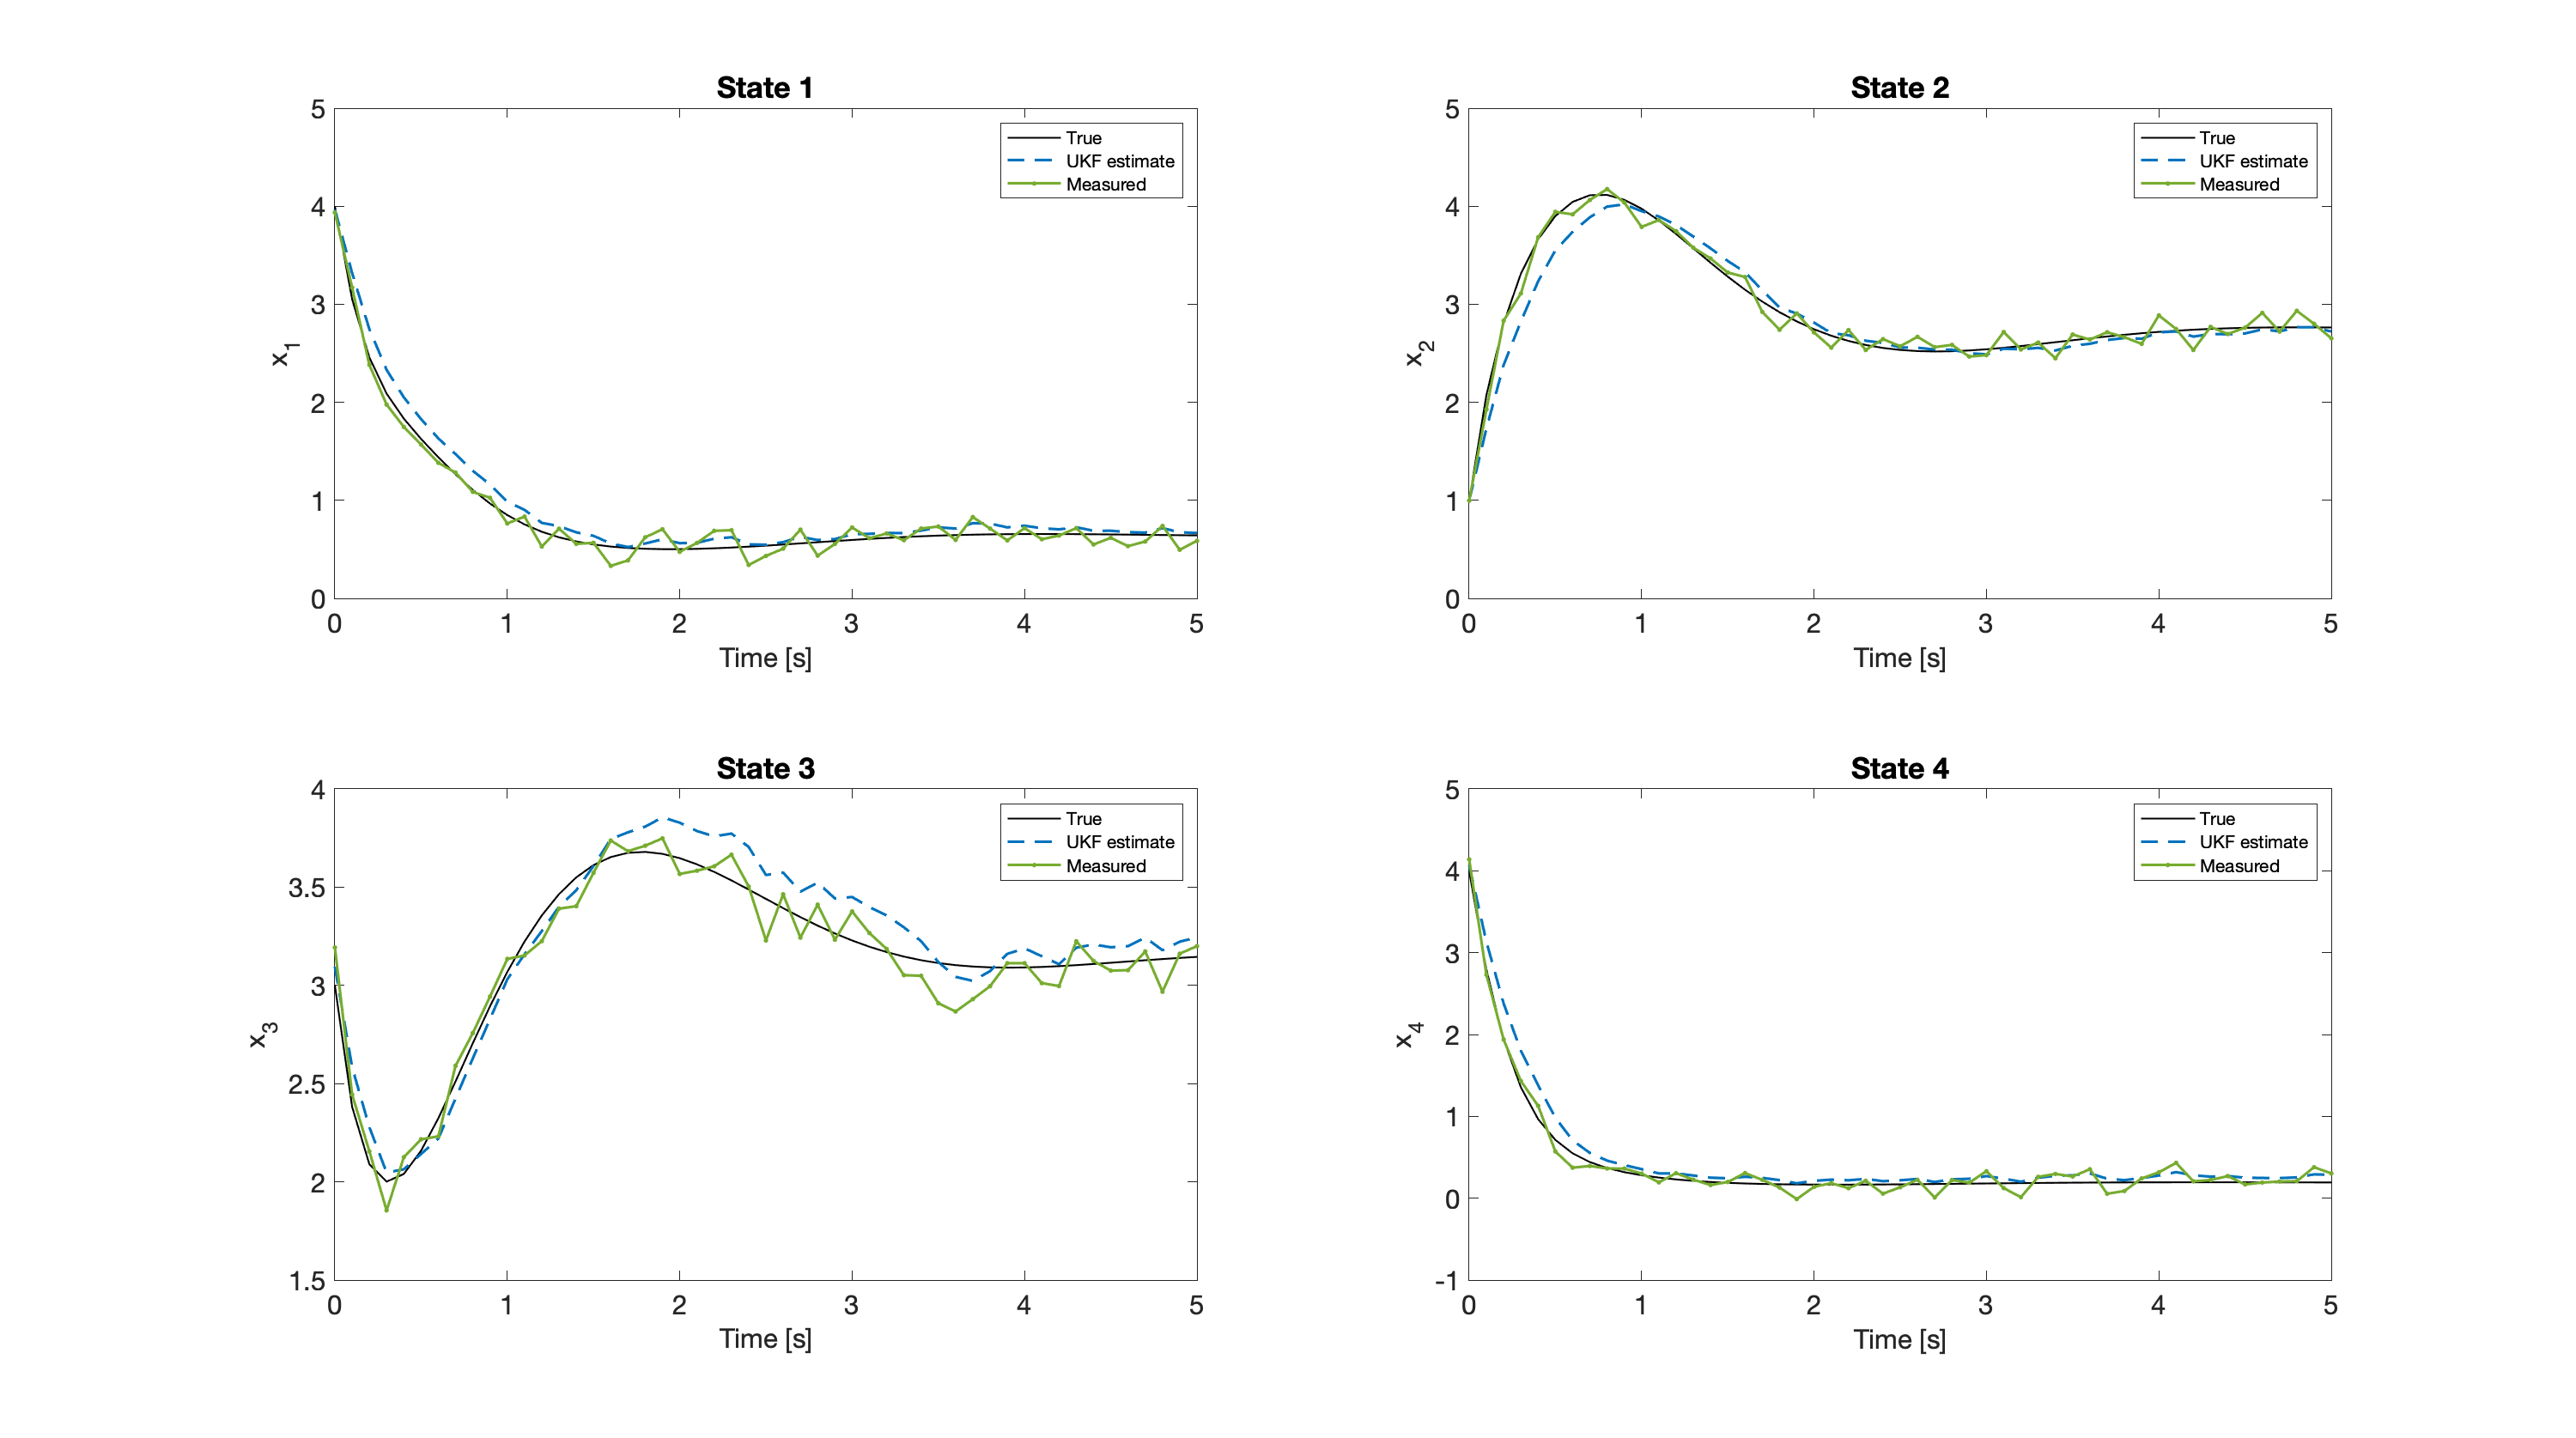 State 1
5
4
3
2
1
0
x1
0 1 2 3 4 5
Time [s]
True
UKF estimate
Measured
State 2
5
4
3
2
1
0
x2
0 1 2 3 4 5
Time [s]
True
UKF estimate
Measured
State 3
4
3.5
3
2.5
2
1.5
x3
0 1 2 3 4 5
Time [s]
True
UKF estimate
Measured
State 4
5
4
3
2
1
0
-1
x4
0 1 2 3 4 5
Time [s]
True
UKF estimate
Measured